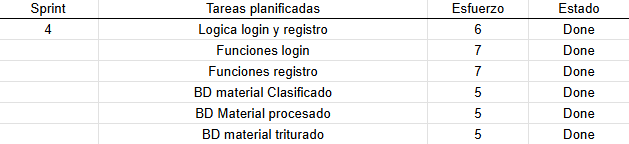 Sprint Tareas planificadas Esfuerzo Estado
4 Logica login y registro 6 Done
Funciones login 7 Done
Funciones registro 7 Done
BD material Clasificado 5 Done
BD Material procesado 5 Done
BD material triturado 5 Done